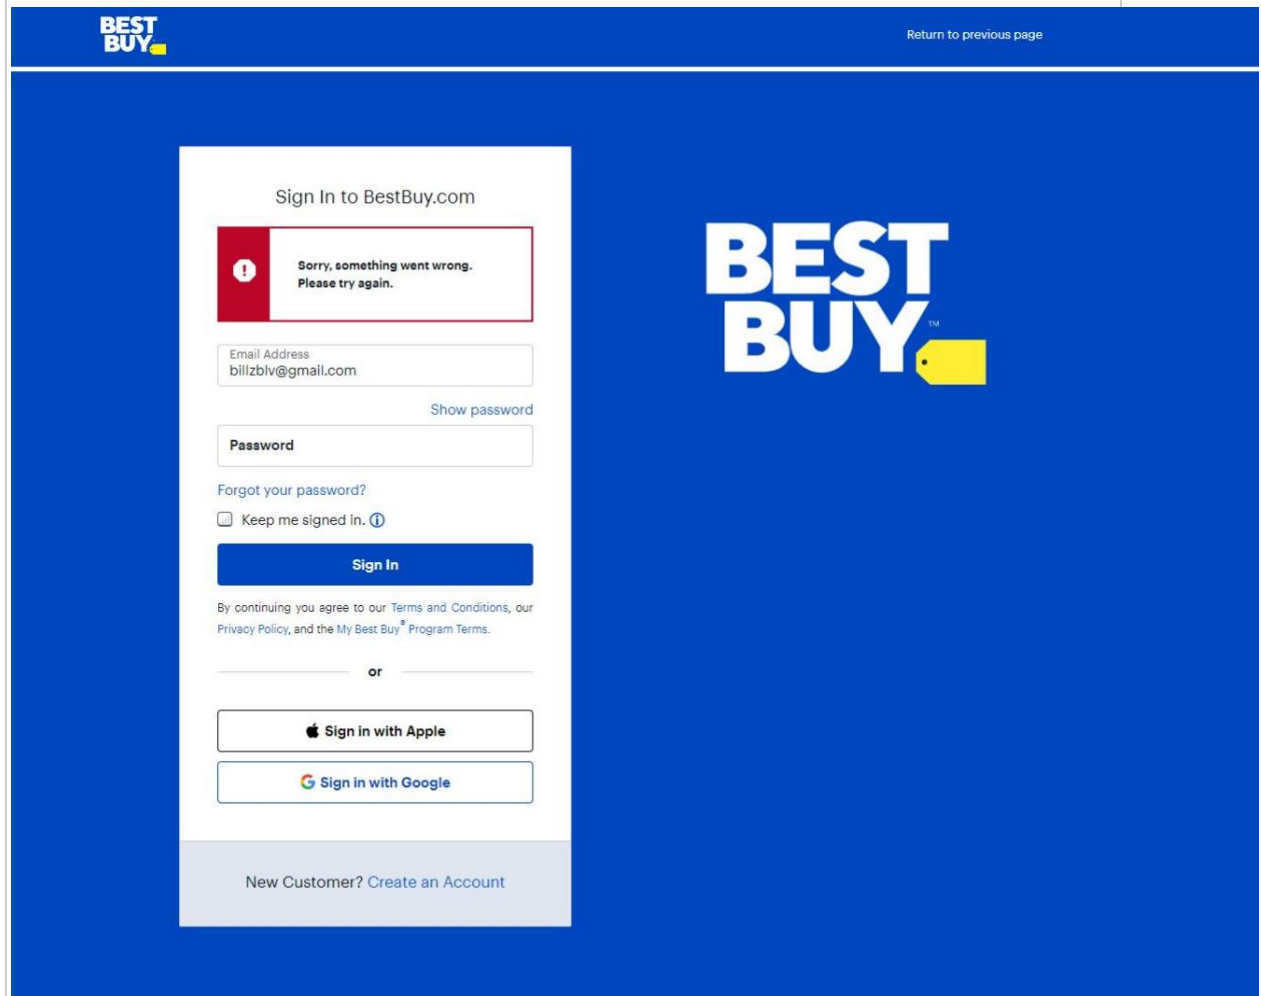 BEST
BUY
Return to previous page
Sign In to BestBuy.com
Sorry, something went wrong.
Please try again.
Email Address
billzblv@gmail.com
Show password
Password
Forgot your password?
Keep me signed in.
Sign In
By continuing you agree to our Terms and Conditions, our
Privacy Policy, and the My Best Buy® Program Terms.
or
Sign in with Apple
Sign in with Google
New Customer? Create an Account
BEST
BUY™